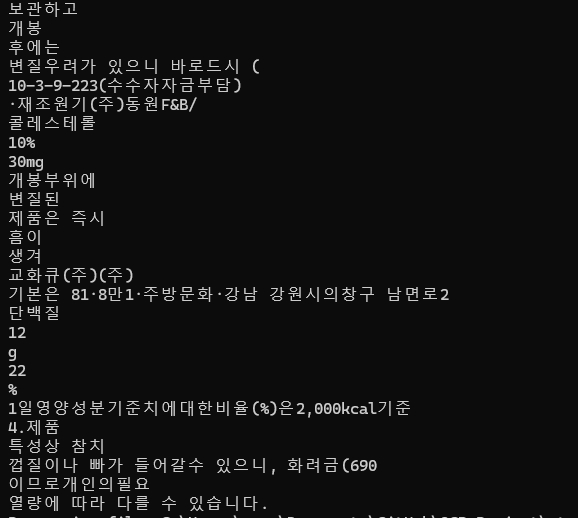 보관하고
개봉
후에는
변질우려가 있으니 바로드시 (
10-3-9-223(수수자자금부담)
·재조원기(주)동원F&B/
콜레스테롤
10%
30mg
개봉부위에
변질된
제품은 즉시
흠이
생겨
교화큐(주)(주)
기본은 81·8만1·주방문화·강남 강원시의창구 남면로2
단백질
12
g
22
%
1일영양성분기준치에대한비율(%)은2,000kcal기준
4.제품
특성상 참치
껍질이나 빠가 들어갈수 있으니, 화려금(690
이므로개인의필요
열량에 따라 다를 수 있습니다.